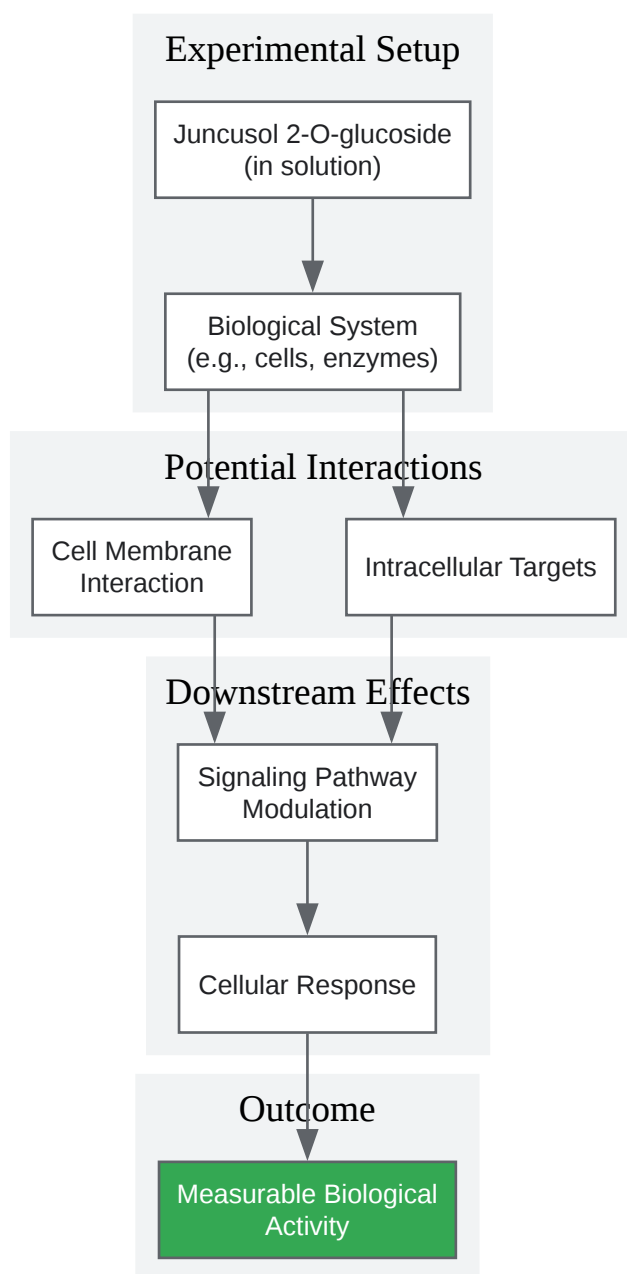 Experimental Setup
Juncusol 2-O-glucoside
(in solution)
Biological System
(e.g., cells, enzymes)
Potential Interactions
Cell Membrane
Interaction
Intracellular Targets
Downstream Effects
Signaling Pathway
Modulation
Cellular Response
Outcome
Measurable Biological
Activity